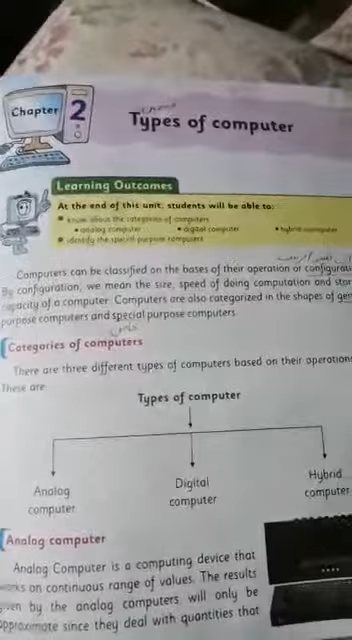 Chapter 2
Types of computer
Learning Outcomes
At the end of this unit, students will be able to:
know about the categories of computers
• analog computer • digital computer • hybrid computer
identify the special purpose computers
Computers can be classified on the bases of their operation or
By configuration, we mean the size, speed of doing computation and
capacity of a computer. Computers are also categorized in the shapes of
purpose computers and special purpose computers.
Categories of computers
There are three different types of computers based on their
These are
Types of computer
Analog computer
Digital computer
Hybrid computer
Analog computer
Analog Computer is a computing device that
works on continuous range of values. The results
given by the analog computers will only be
approximate since they deal with quantities that